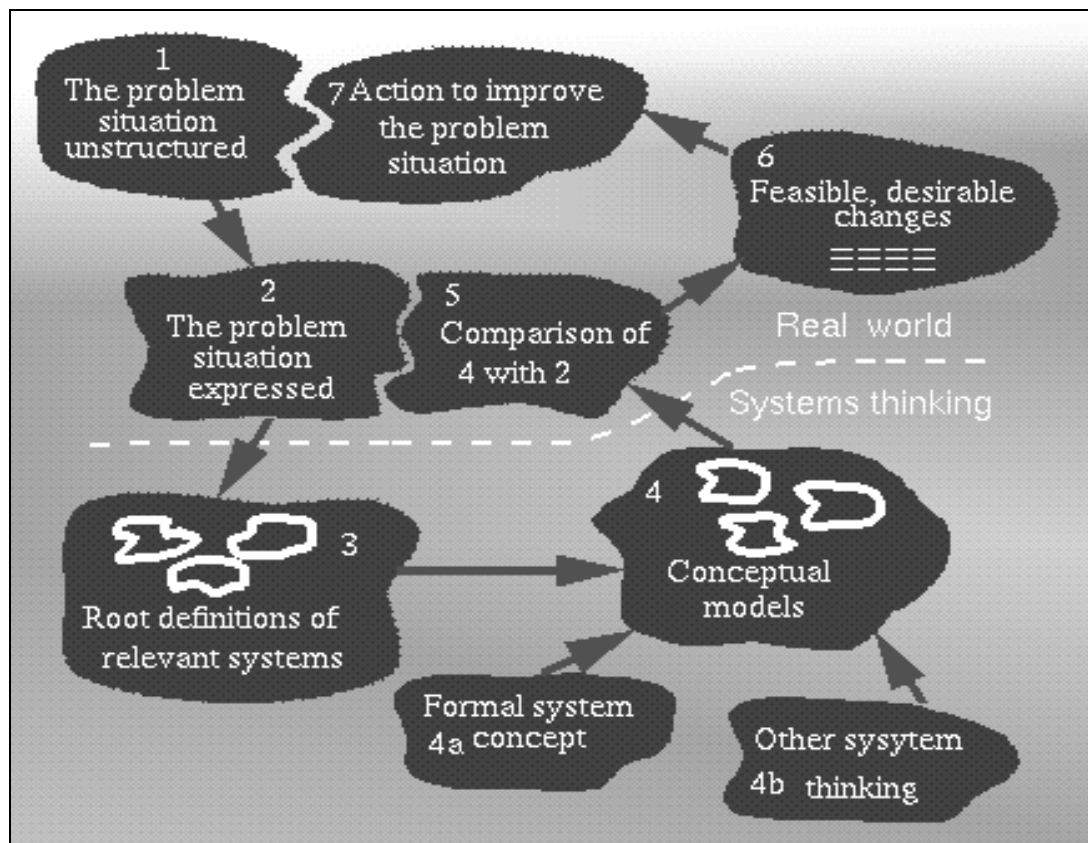 1
The problem
situation
unstructured
7 Action to improve
the problem
situation
6
Feasible, desirable
changes
2
The problem
situation
expressed
5
Comparison of
4 with 2
Real world
Systems thinking
3
Root definitions of
relevant systems
4
Conceptual
models
Formal system
4a concept
Other sysytem
4b thinking